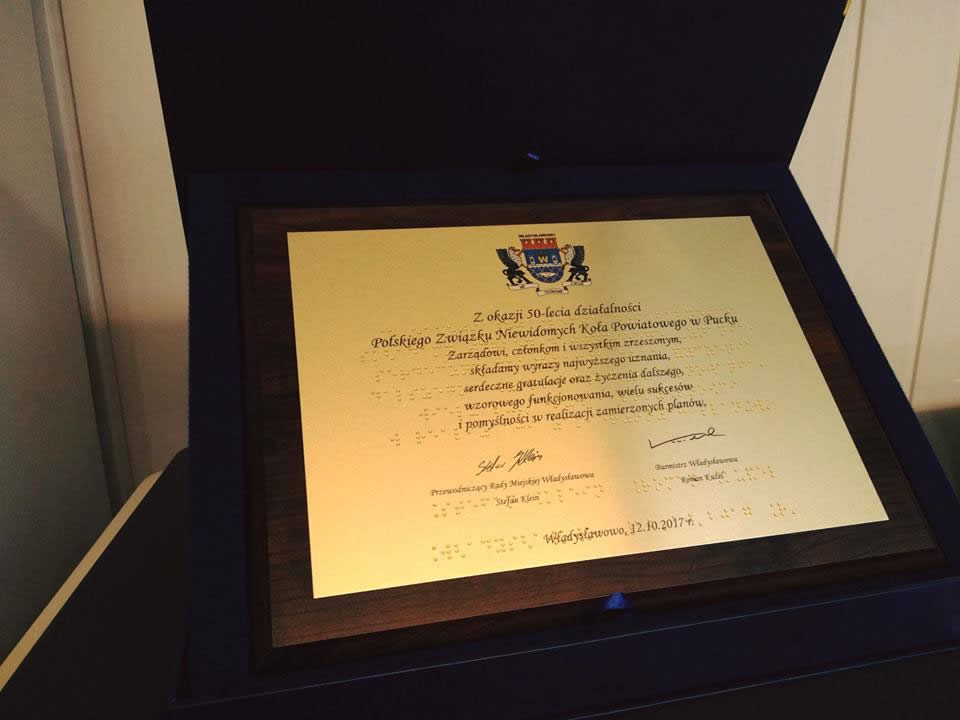 WŁADYSŁAWOWO
W
Z okazji 50-lecia działalności
Polskiego Związku Niewidomych Koła Powiatowego w Pucku
Zarządowi, członkom i wszystkim zrzeszonym,
składamy wyrazy najwyższego uznania,
serdeczne gratulacje oraz życzenia dalszego,
wzorowego funkcjonowania, wielu sukcesów
i pomyślności w realizacji zamierzonych planów.
Przewodniczący Rady Miejskiej Władysławowa
Stefan Klein
Burmistrz Władysławowa
Roman Kużel
Władysławowo, 12.10.2017 r.